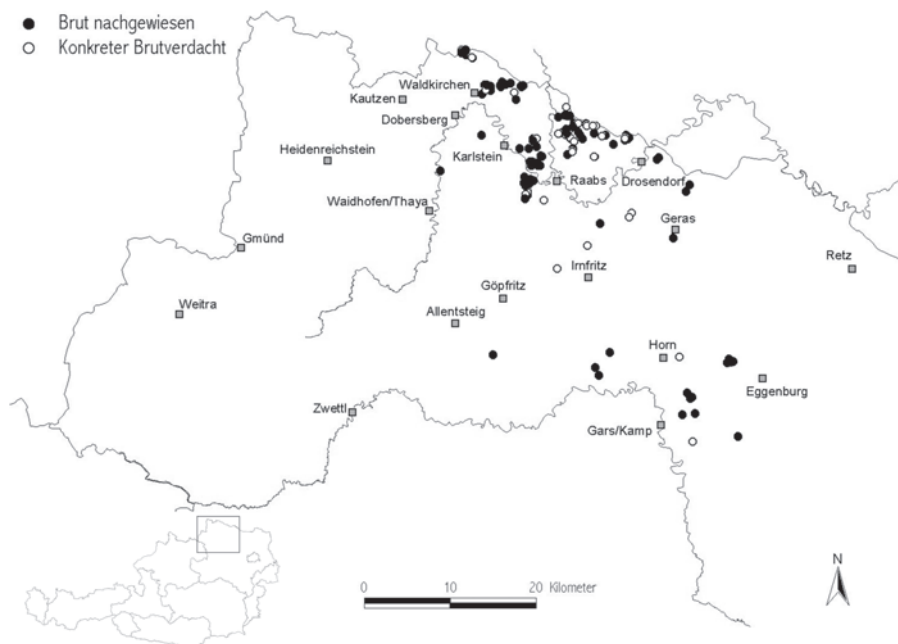 Brut nachgewiesen
Konkreter Brutverdacht
Waldkirchen
Kautzen
Dobersberg
Heidenreichstein
Karlstein
Raabs
Drosendorf
Waidhofen/Thaya
Geras
Gmünd
Retz
Irnfritz
Göpfritz
Weitra
Allentsteig
Horn
Eggenburg
Zwettl
Gars/Kamp
N
0 10 20 Kilometer